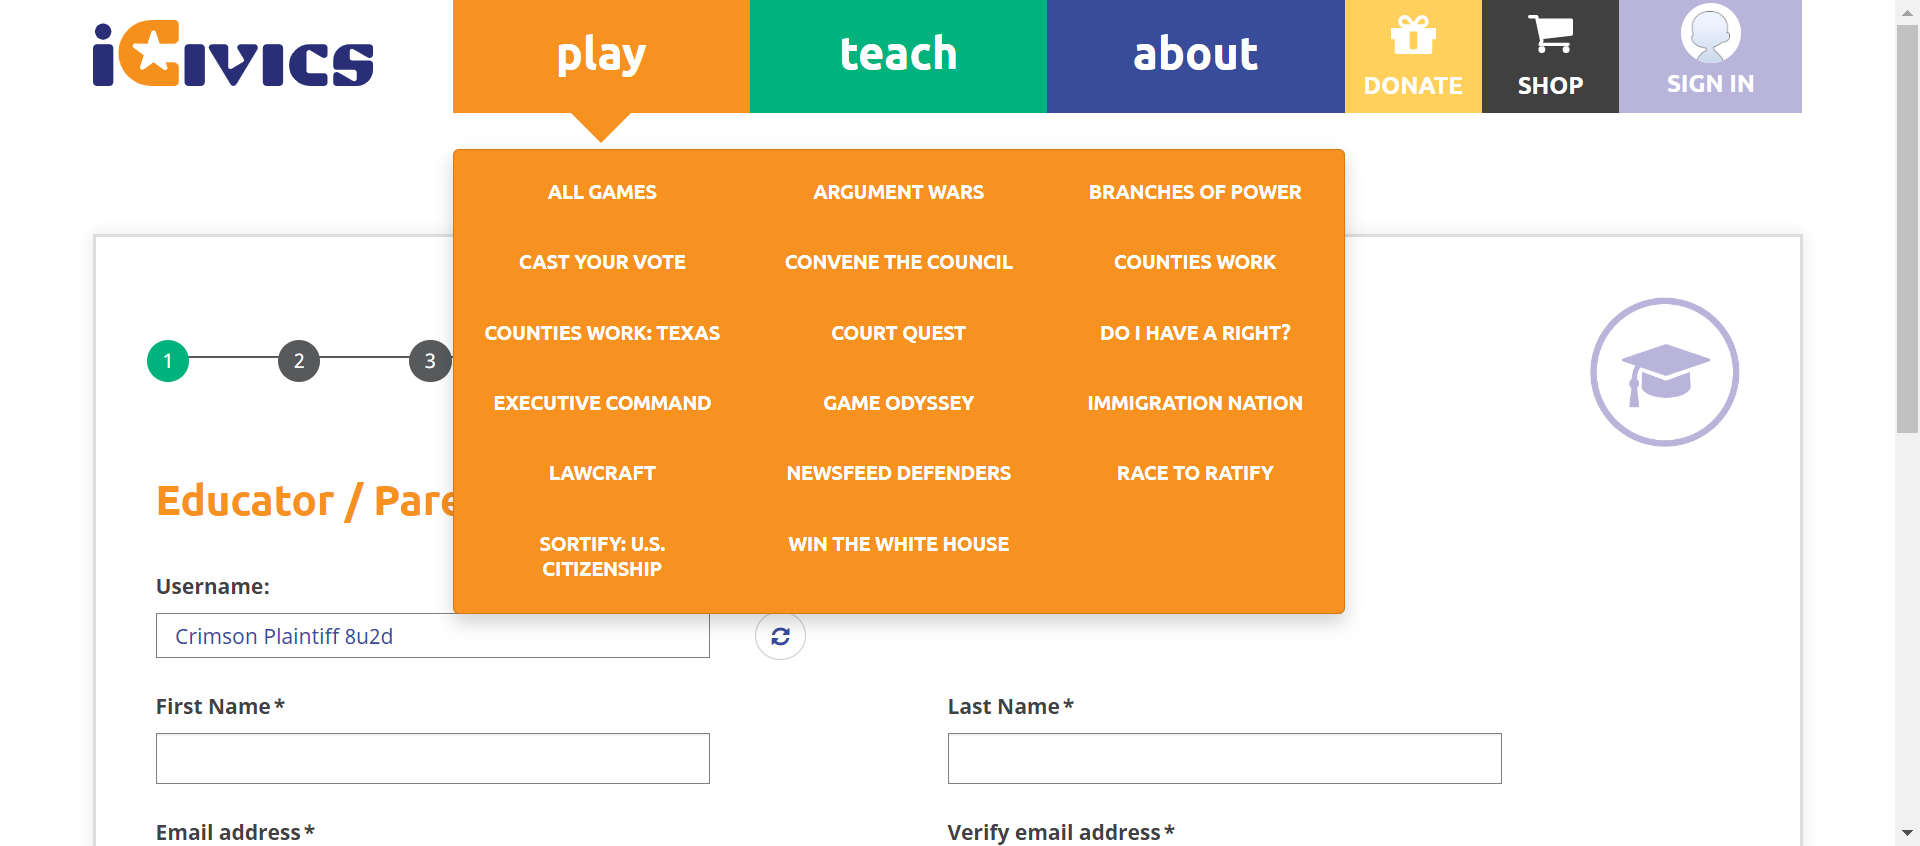 iCivics
play
teach
about
DONATE
SHOP
SIGN IN
ALL GAMES
ARGUMENT WARS
BRANCHES OF POWER
CAST YOUR VOTE
CONVENE THE COUNCIL
COUNTIES WORK
COUNTIES WORK: TEXAS
COURT QUEST
DO I HAVE A RIGHT?
EXECUTIVE COMMAND
GAME ODYSSEY
IMMIGRATION NATION
LAWCRAFT
NEWSFEED DEFENDERS
RACE TO RATIFY
SORTIFY: U.S.
CITIZENSHIP
WIN THE WHITE HOUSE
1
2
3
Educator / Pare
Username:
Crimson Plaintiff 8u2d
First Name*
Last Name*
Email address*
Verify email address*